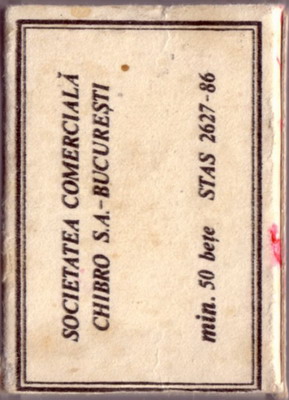 SOCIETATEA COMERCIALĂ
CHIBRO S.A.-BUCUREȘTI
min. 50 bețe STAS 2627-86